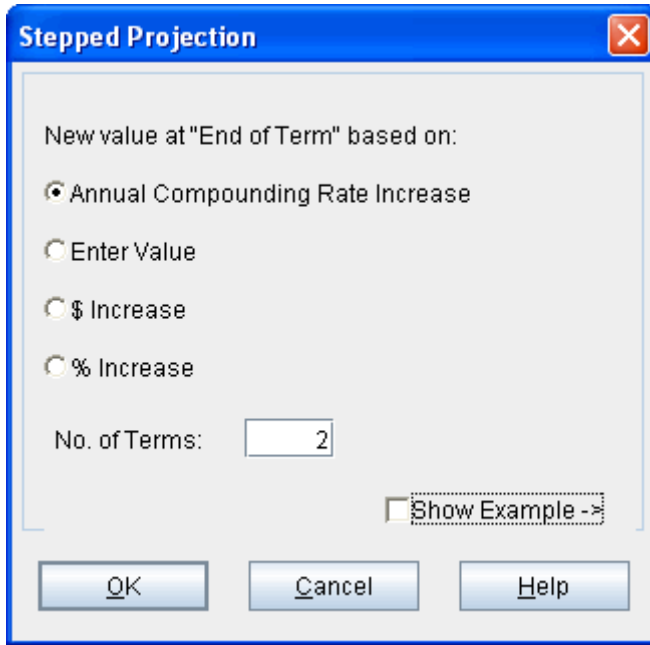 Stepped Projection
New value at "End of Term" based on:
Annual Compounding Rate Increase
Enter Value
$ Increase
% Increase
No. of Terms: 2
Show Example ->
OK Cancel Help